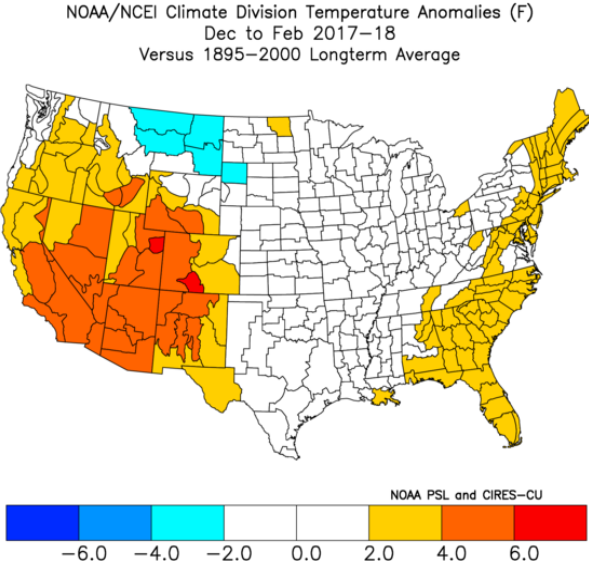 NOAA/NCEI Climate Division Temperature Anomalies (F)
Dec to Feb 2017−18
Versus 1895−2000 Longterm Average
NOAA PSL and CIRES−CU
−6.0 −4.0 −2.0 0.0 2.0 4.0 6.0